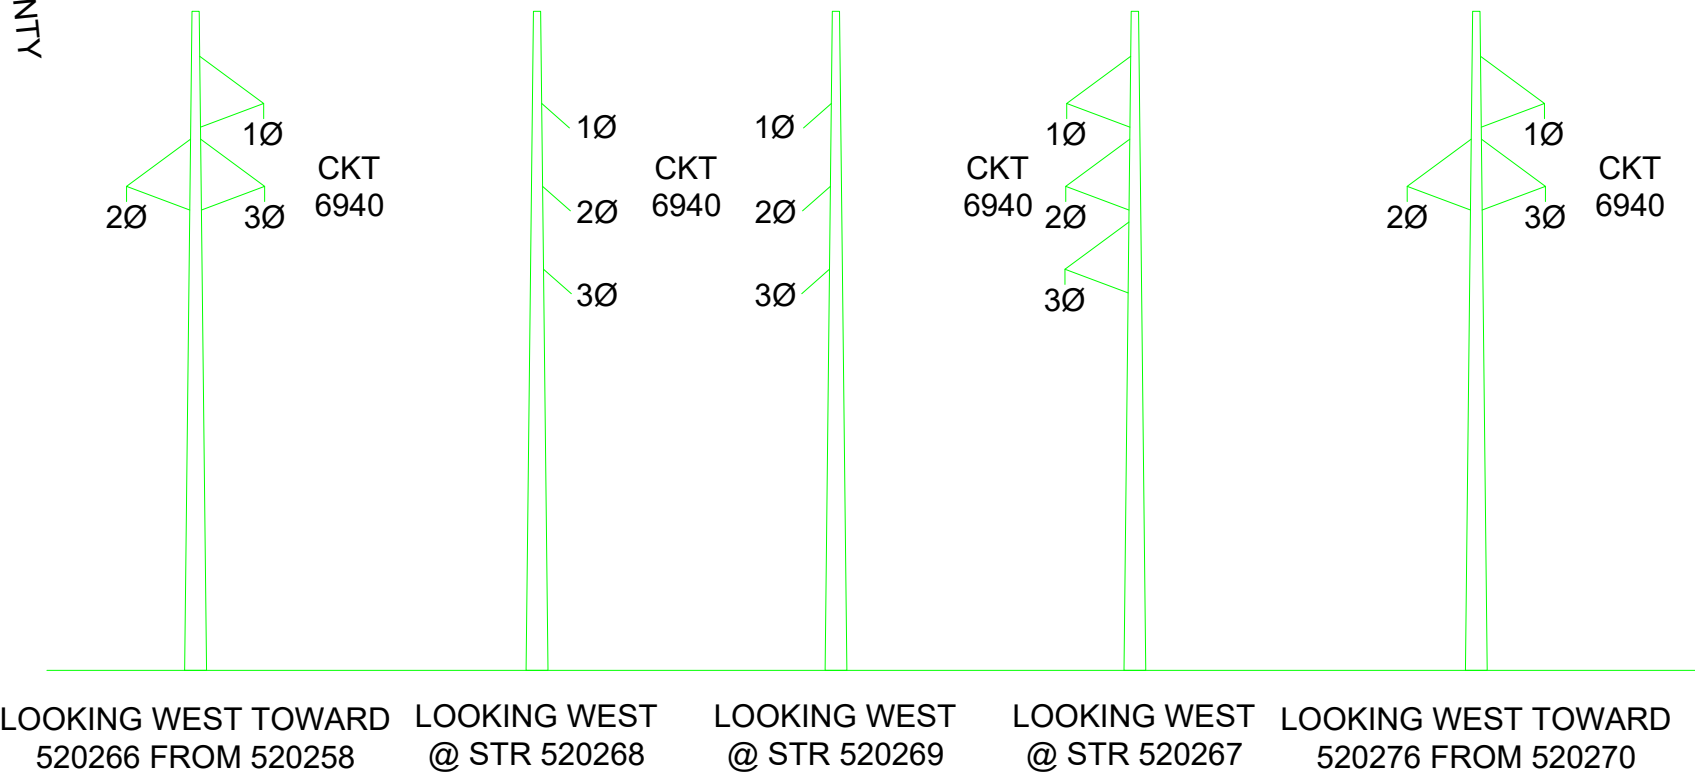 NTY
1Ø
2Ø
3Ø
CKT
6940
LOOKING WEST TOWARD
520266 FROM 520258
1Ø
2Ø
3Ø
CKT
6940
LOOKING WEST
@ STR 520268
1Ø
2Ø
3Ø
LOOKING WEST
@ STR 520269
CKT
6940
1Ø
2Ø
3Ø
LOOKING WEST
@ STR 520267
1Ø
2Ø
3Ø
CKT
6940
LOOKING WEST TOWARD
520276 FROM 520270